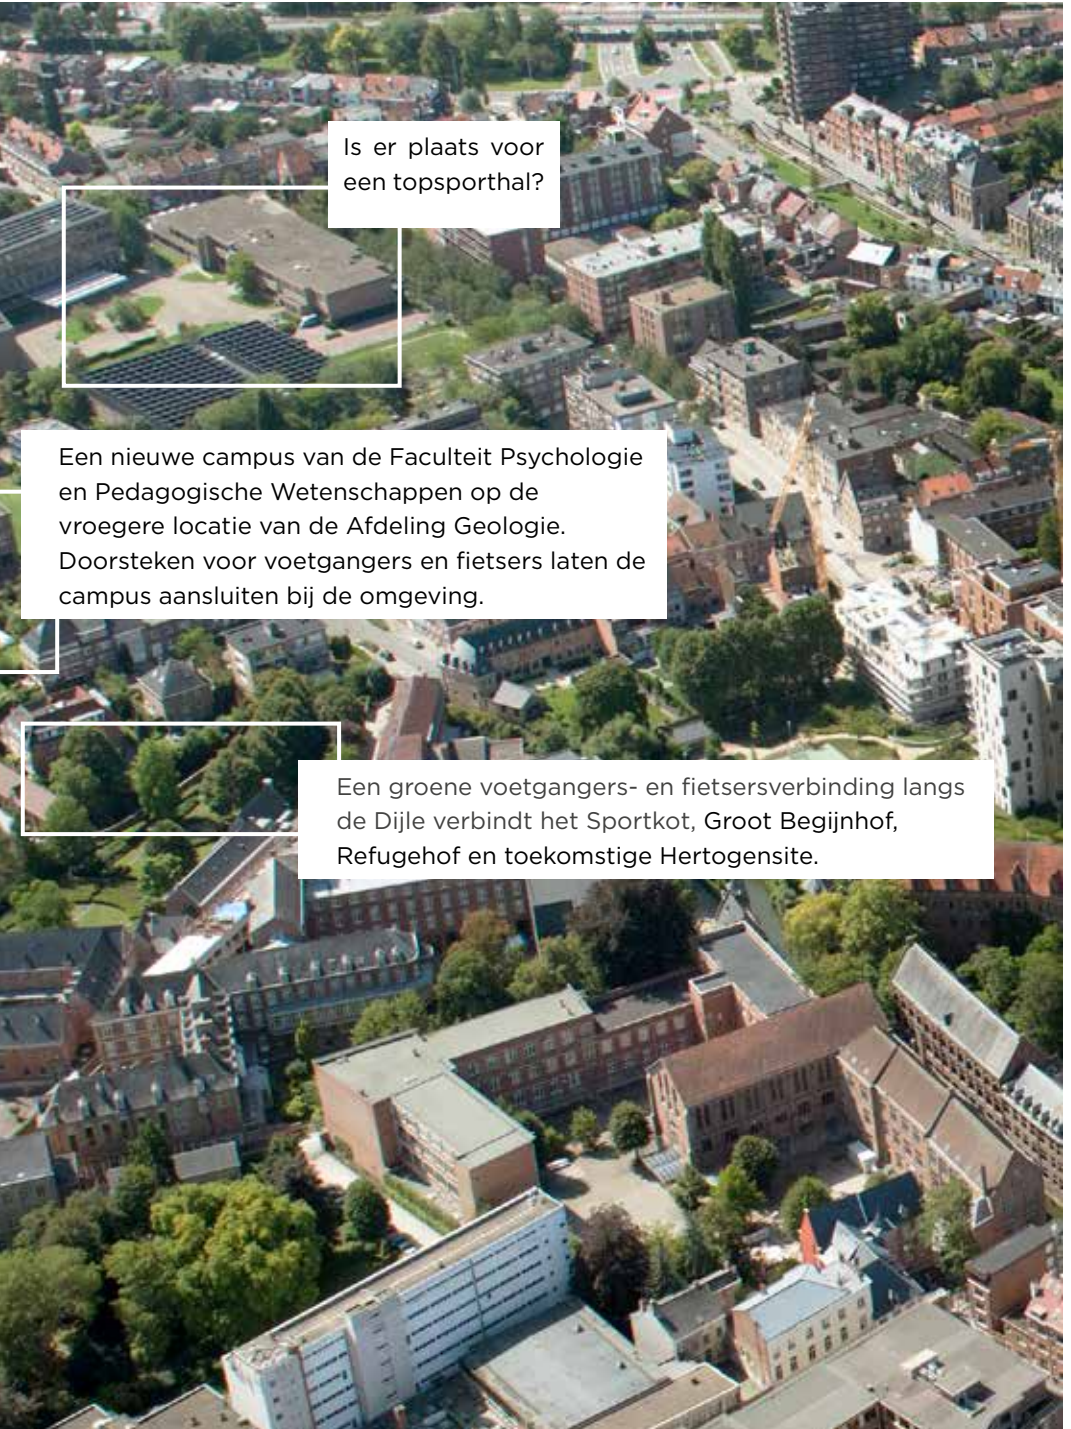 Is er plaats voor
een topsporthal?
Een nieuwe campus van de Faculteit Psychologie
en Pedagogische Wetenschappen op de
vroegere locatie van de Afdeling Geologie.
Doorsteken voor voetgangers en fietsers laten de
campus aansluiten bij de omgeving.
Een groene voetgangers- en fietsersverbinding langs
de Dijle verbindt het Sportkot, Groot Begijnhof,
Refugehof en toekomstige Hertogensite.